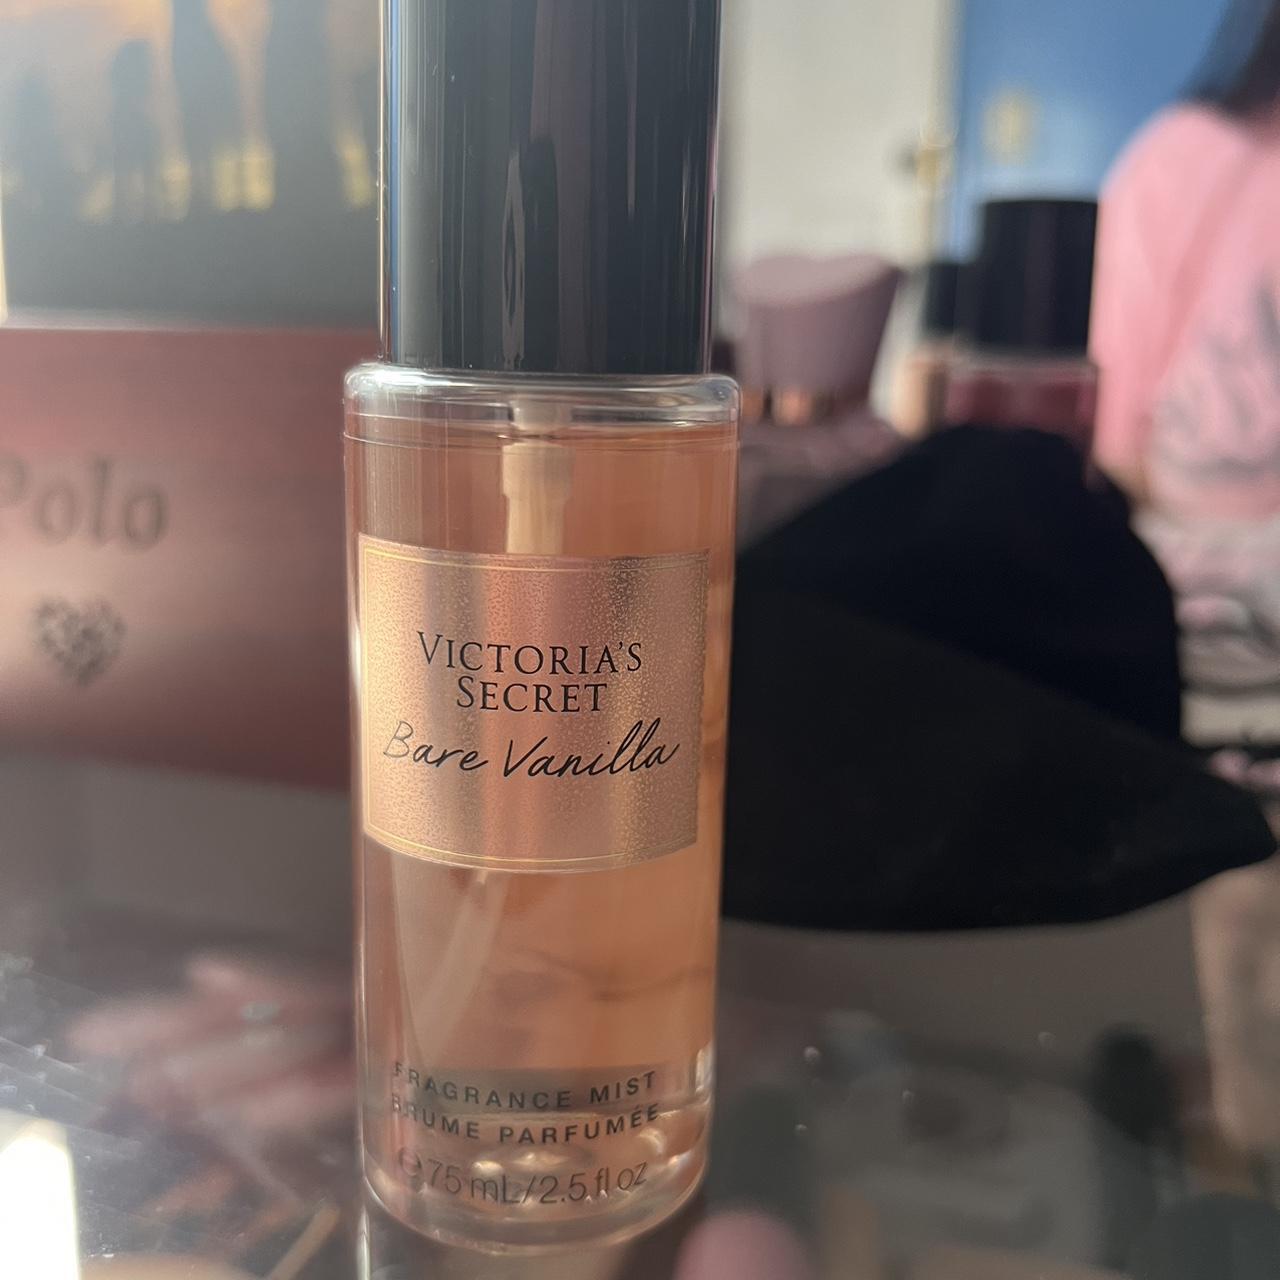 Polo
VICTORIA'S
SECRET
Bare Vanilla
FRAGRANCE MIST
BRUME PARFUMÉE
℮75 mL/2.5 fl oz